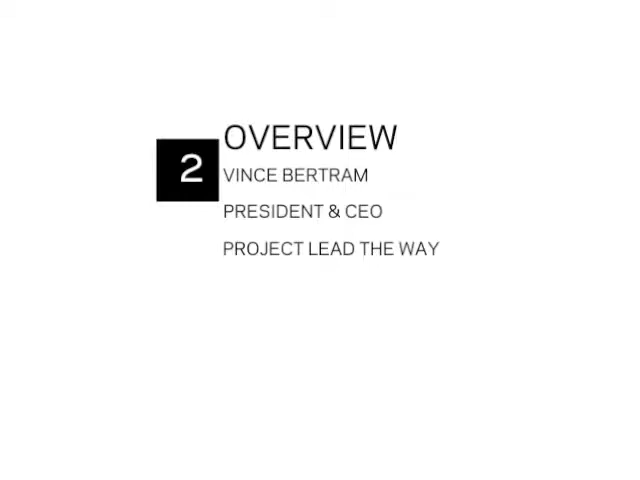 OVERVIEW
2
VINCE BERTRAM
PRESIDENT & CEO
PROJECT LEAD THE WAY